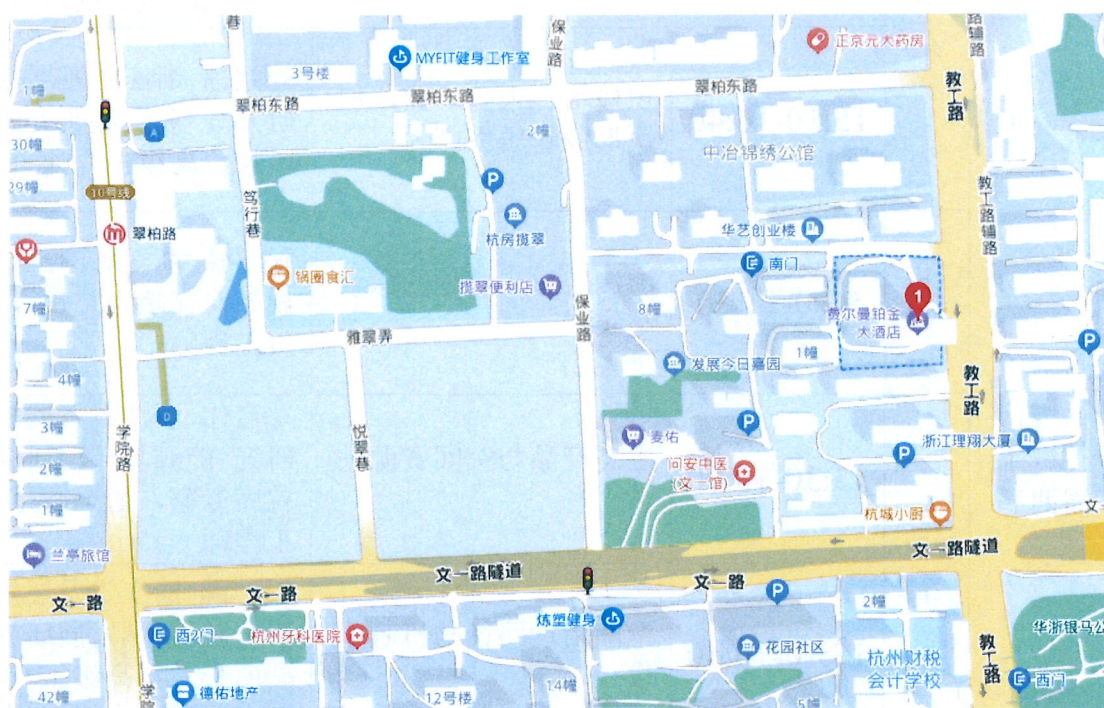 巷
保业路
正京元大药房
路辅路
MYFIT健身工作室
3号楼
1幢
翠柏东路
翠柏东路
翠柏东路
教工路
A
30幢
2幢
中冶锦绣公馆
29幢
10号线
P
笃行巷
教工路辅路
翠柏路
杭房揽翠
华艺创业楼
南门
锅圈食汇
揽翠便利店
1
7幢
保业路
8幢
费尔曼铂金
大酒店
雅翠弄
P
1幢
发展今日嘉园
4幢
教工路
D
3幢
学院路
悦翠巷
麦佑
P
浙江理翔大厦
2幢
问安中医
(文一馆)
P
1幢
杭城小厨
文一
兰亭旅馆
文一路隧道
文一路隧道
文一路
文一路
文一路
P
2幢
炼塑健身
西2门
杭州牙科医院
花园社区
教工路
华浙银马公
杭州财税
会计学校
西门
42幢
学院
德佑地产
12号楼
14幢
5幢